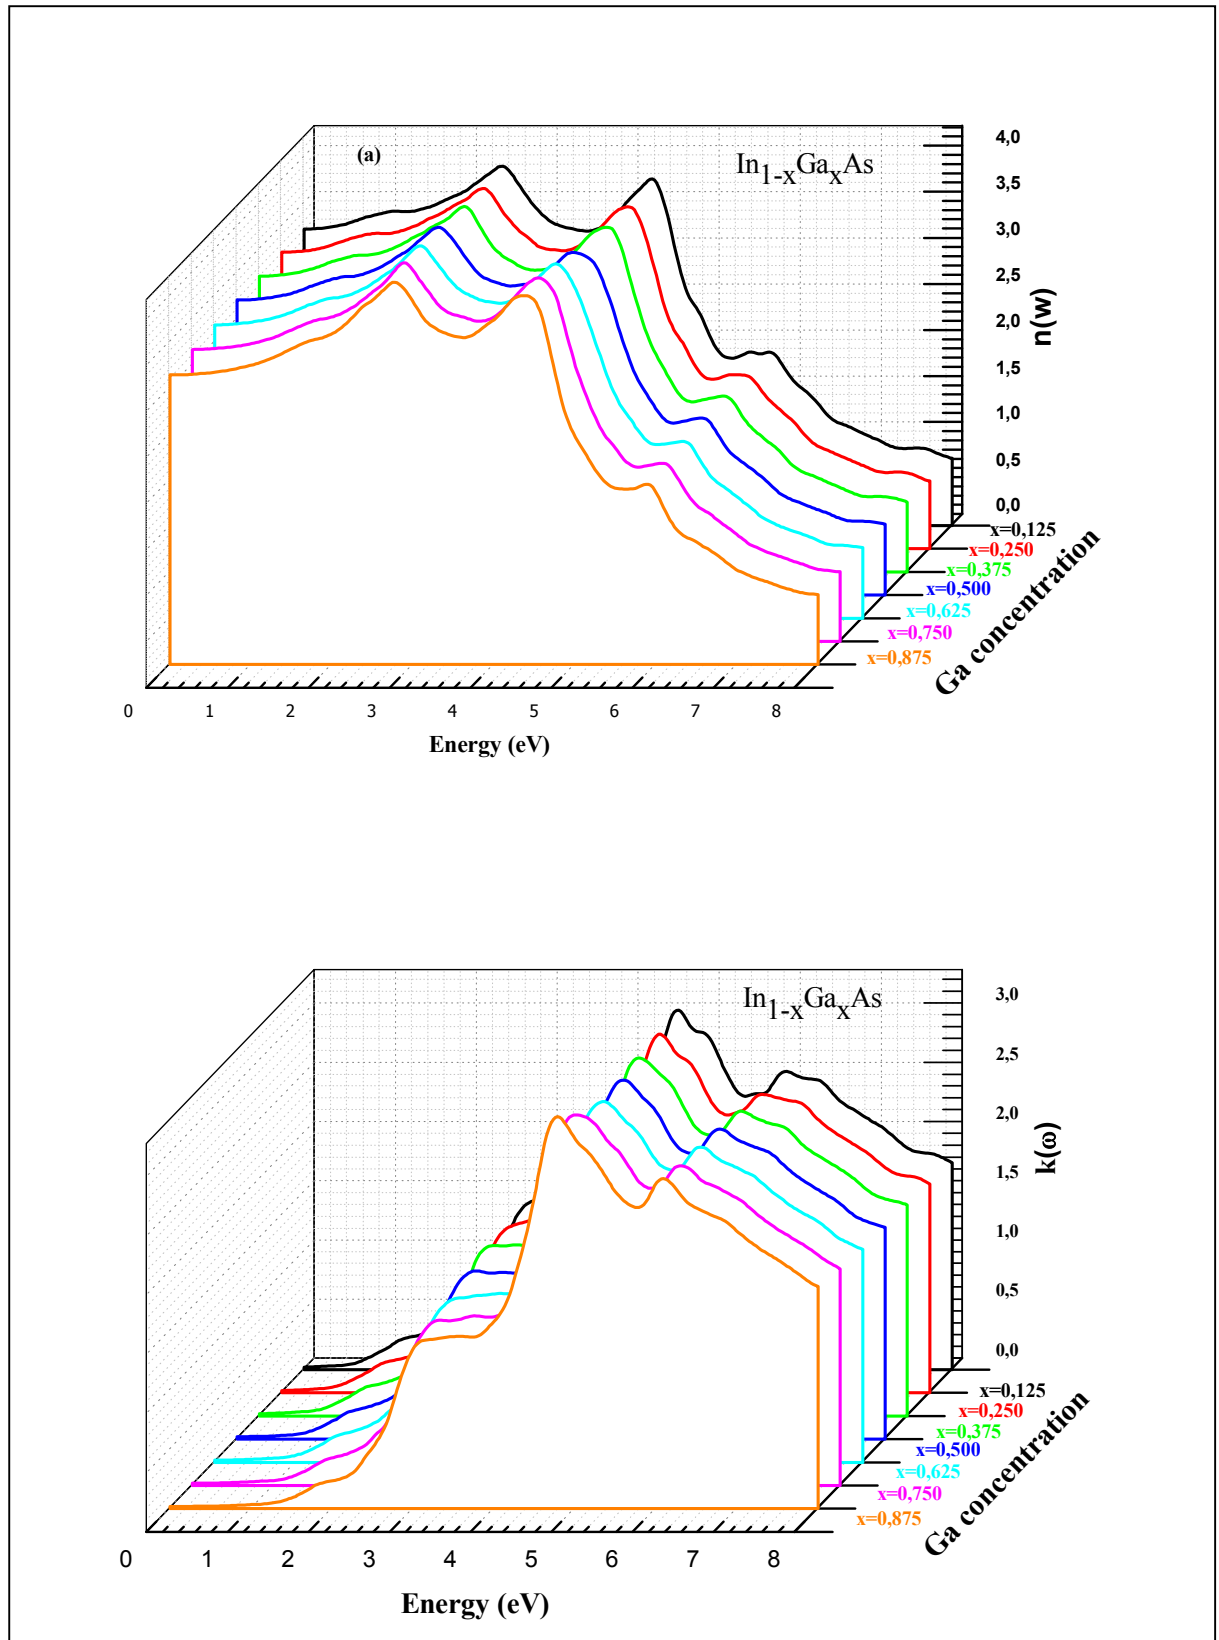 (a)
In1-xGaxAs
4,0
3,5
3,0
2,5
2,0
1,5
1,0
0,5
0,0
n(w)
x=0,125
x=0,250
x=0,375
x=0,500
x=0,625
x=0,750
x=0,875
Ga concentration
0 1 2 3 4 5 6 7 8
Energy (eV)
In1-xGaxAs
3,0
2,5
2,0
1,5
1,0
0,5
0,0
k(ω)
x=0,125
x=0,250
x=0,375
x=0,500
x=0,625
x=0,750
x=0,875
Ga concentration
0 1 2 3 4 5 6 7 8
Energy (eV)